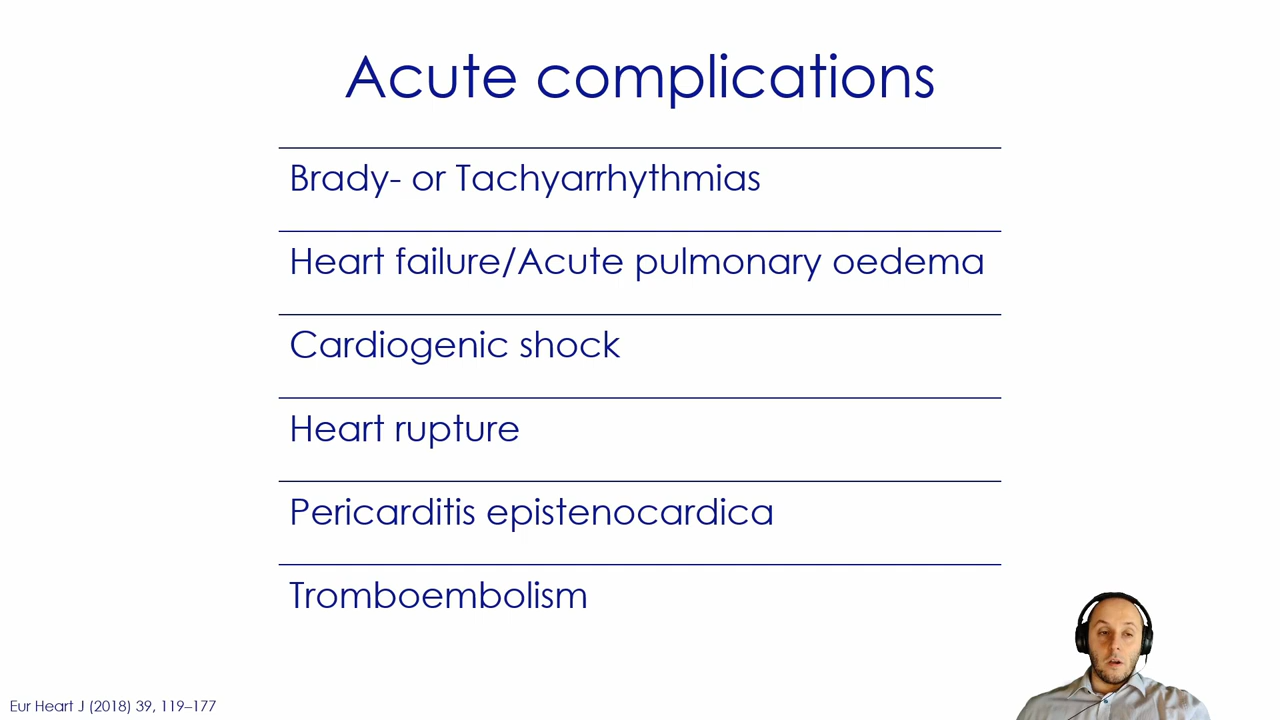 Acute complications
Brady- or Tachyarrhythmias
Heart failure/Acute pulmonary oedema
Cardiogenic shock
Heart rupture
Pericarditis epistenocardica
Tromboembolism
Eur Heart J (2018) 39, 119–177